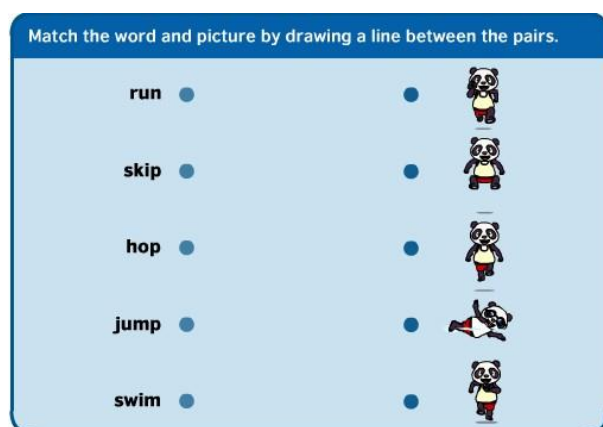 Match the word and picture by drawing a line between the pairs.
run
skip
hop
jump
swim